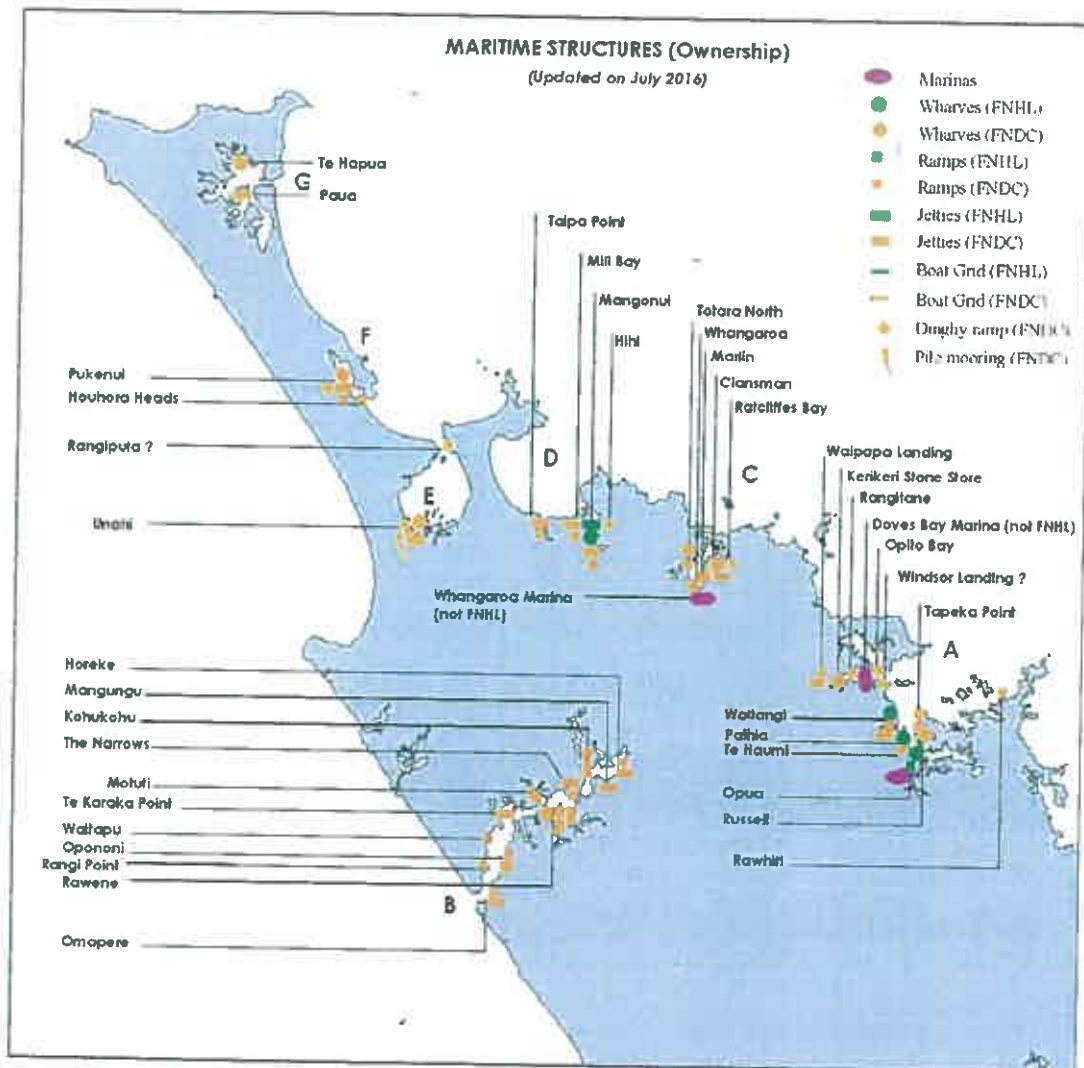 MARITIME STRUCTURES (Ownership)
(Updated on July 2016)
Marinas
Wharves (FNHL)
Wharves (FNDC)
Ramps (FNHL)
Ramps (FNDC)
Jetties (FNHL)
Jetties (FNDC)
Boat Grid (FNHL)
Boat Grid (FNDC)
Dinghy ramp (FNDC)
Pile mooring (FNDC)
Te Hapua
G
Paua
Taipa Point
Mill Bay
Mangonui
Hihi
Totara North
Whangaroa
Marlin
Clansman
Ratcliffes Bay
F
Pukenui
Houhora Heads
Rangiputa ?
D
C
E
Unahi
Waipapa Landing
Kerikeri Stone Store
Rangitane
Doves Bay Marina (not FNHL)
Opito Bay
Windsor Landing ?
Tapeka Point
Whangaroa Marina
(not FNHL)
A
Horeke
Mangungu
Kohukohu
The Narrows
Motuti
Te Karaka Point
Waitapu
Opononi
Rangi Point
Rawene
B
Omapere
Waitangi
Paihia
Te Haumi
Opua
Russell
Rawhiti